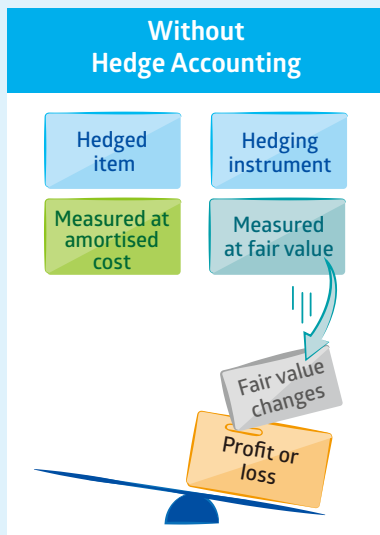 Without
Hedge Accounting
Hedged
item
Hedging
instrument
Measured at
amortised
cost
Measured
at fair value
Fair value
changes
Profit or
loss